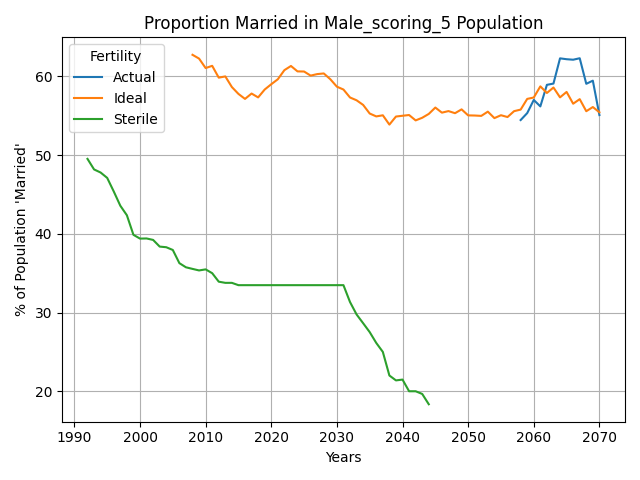 Proportion Married in Male_scoring_5 Population
Fertility
Actual
Ideal
Sterile
% of Population 'Married'
60
50
40
30
20
1990 2000 2010 2020 2030 2040 2050 2060 2070
Years